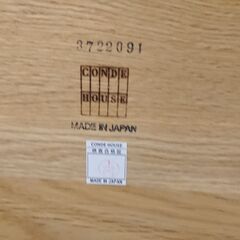 3722091
CONDE
HOUSE
MADE IN JAPAN
CONDE HOUSE
MADE IN JAPAN